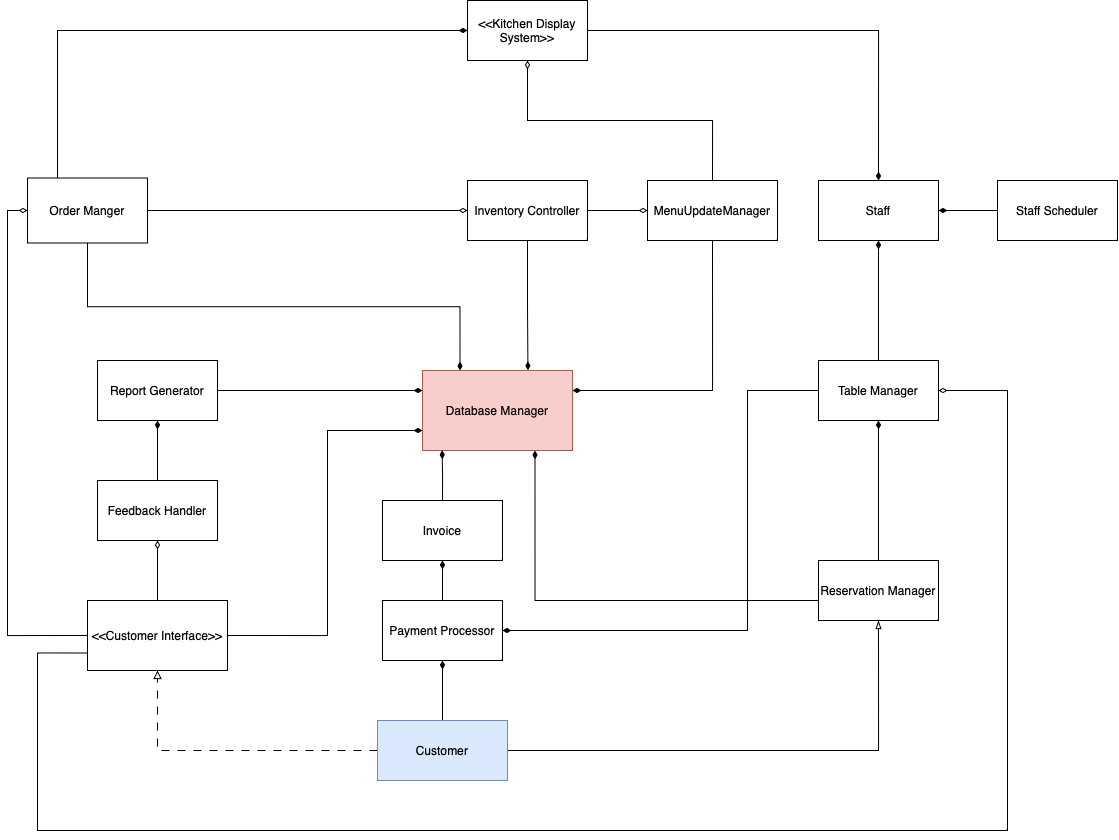 <<Kitchen Display
System>>
Order Manger
Inventory Controller
MenuUpdateManager
Staff
Staff Scheduler
Report Generator
Database Manager
Table Manager
Feedback Handler
Invoice
Reservation Manager
<<Customer Interface>>
Payment Processor
Customer